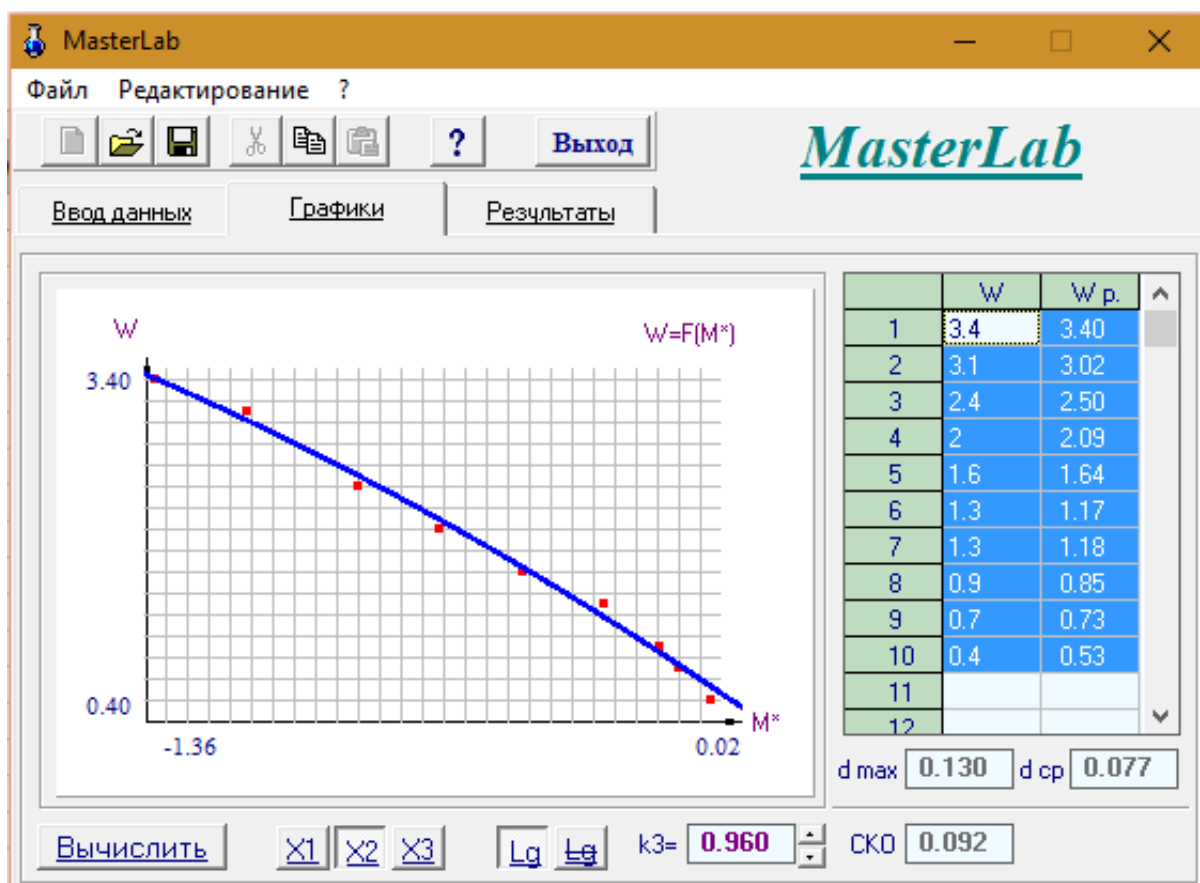 MasterLab
Файл Редактирование ?
? Выход
MasterLab
Ввод данных Графики Результаты
W
W=F(M*)
3.40
0.40
-1.36
0.02
M*
W W р.
1 3.4 3.40
2 3.1 3.02
3 2.4 2.50
4 2 2.09
5 1.6 1.64
6 1.3 1.17
7 1.3 1.18
8 0.9 0.85
9 0.7 0.73
10 0.4 0.53
11
12
d max 0.130 d ср 0.077
Вычислить X1 X2 X3 Lg Lg k3= 0.960 СКО 0.092